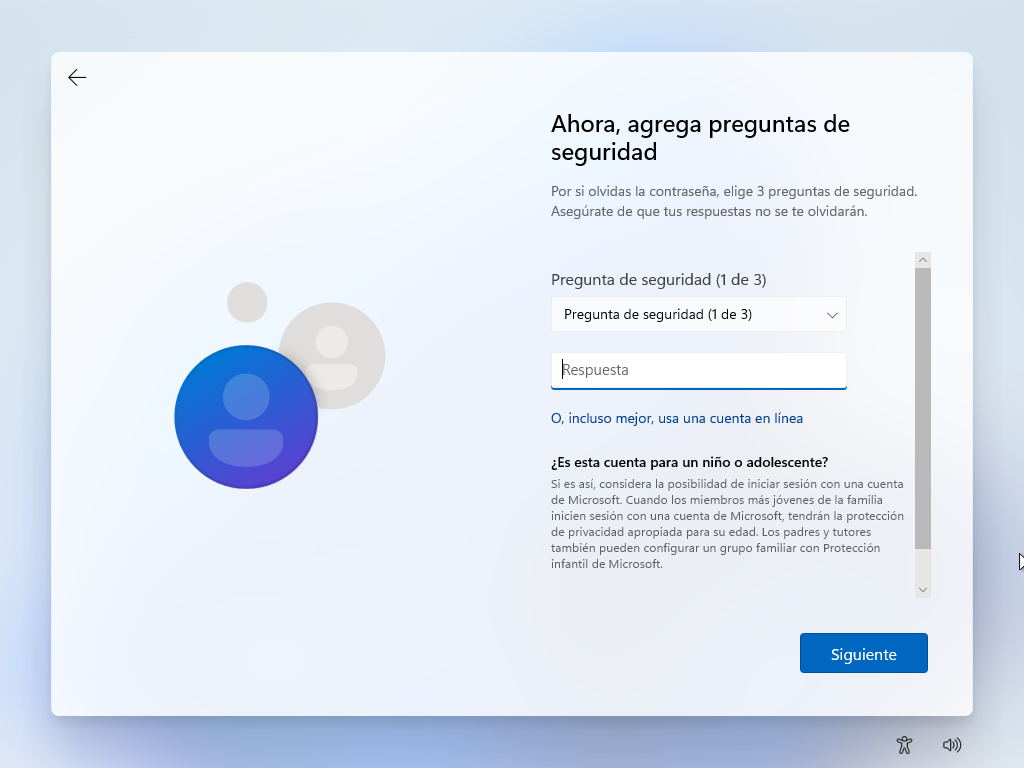 Ahora, agrega preguntas de
seguridad
Por si olvidas la contraseña, elige 3 preguntas de seguridad.
Asegúrate de que tus respuestas no se te olvidarán.
Pregunta de seguridad (1 de 3)
Pregunta de seguridad (1 de 3)
Respuesta
O, incluso mejor, usa una cuenta en línea
¿Es esta cuenta para un niño o adolescente?
Si es así, considera la posibilidad de iniciar sesión con una cuenta
de Microsoft. Cuando los miembros más jóvenes de la familia
inicien sesión con una cuenta de Microsoft, tendrán la protección
de privacidad apropiada para su edad. Los padres y tutores
también pueden configurar un grupo familiar con Protección
infantil de Microsoft.
Siguiente